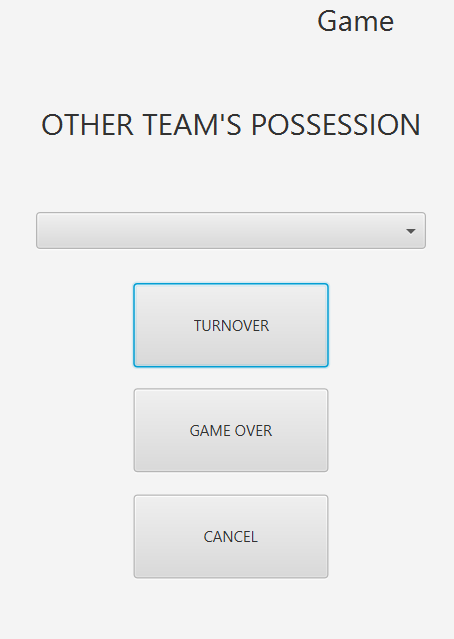 Game
OTHER TEAM'S POSSESSION
TURNOVER
GAME OVER
CANCEL